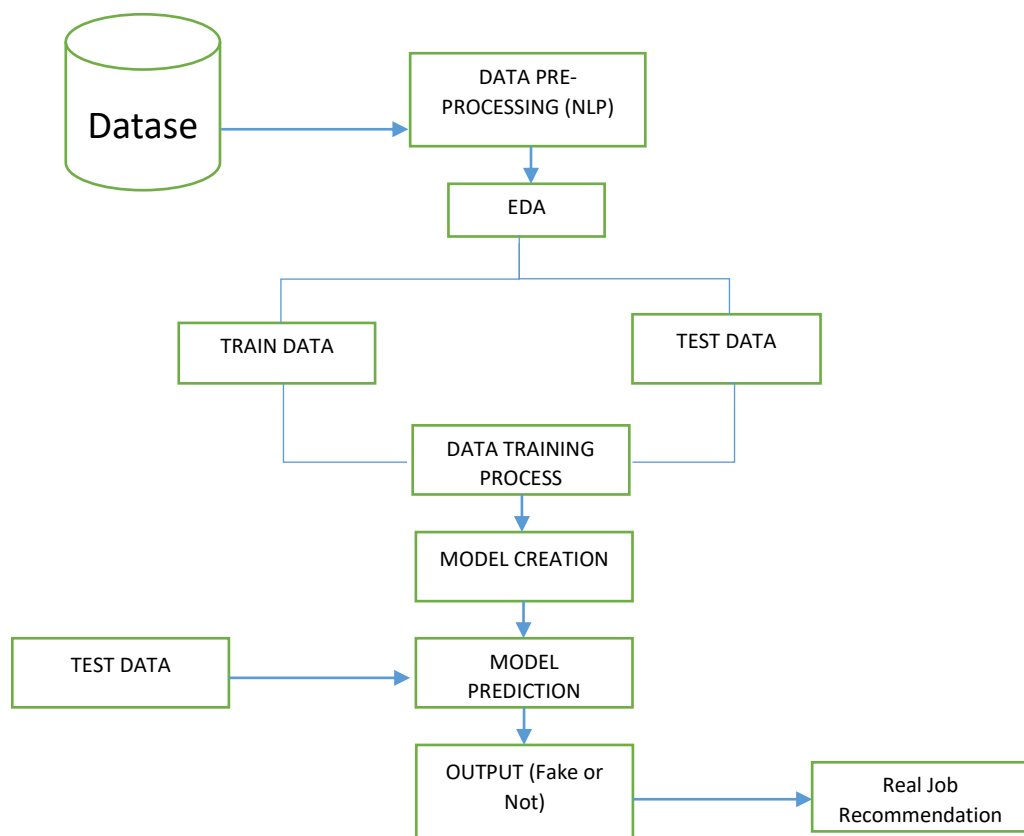 Datase
DATA PRE-
PROCESSING (NLP)
EDA
TRAIN DATA
TEST DATA
DATA TRAINING
PROCESS
MODEL CREATION
TEST DATA
MODEL
PREDICTION
OUTPUT (Fake or
Not)
Real Job
Recommendation